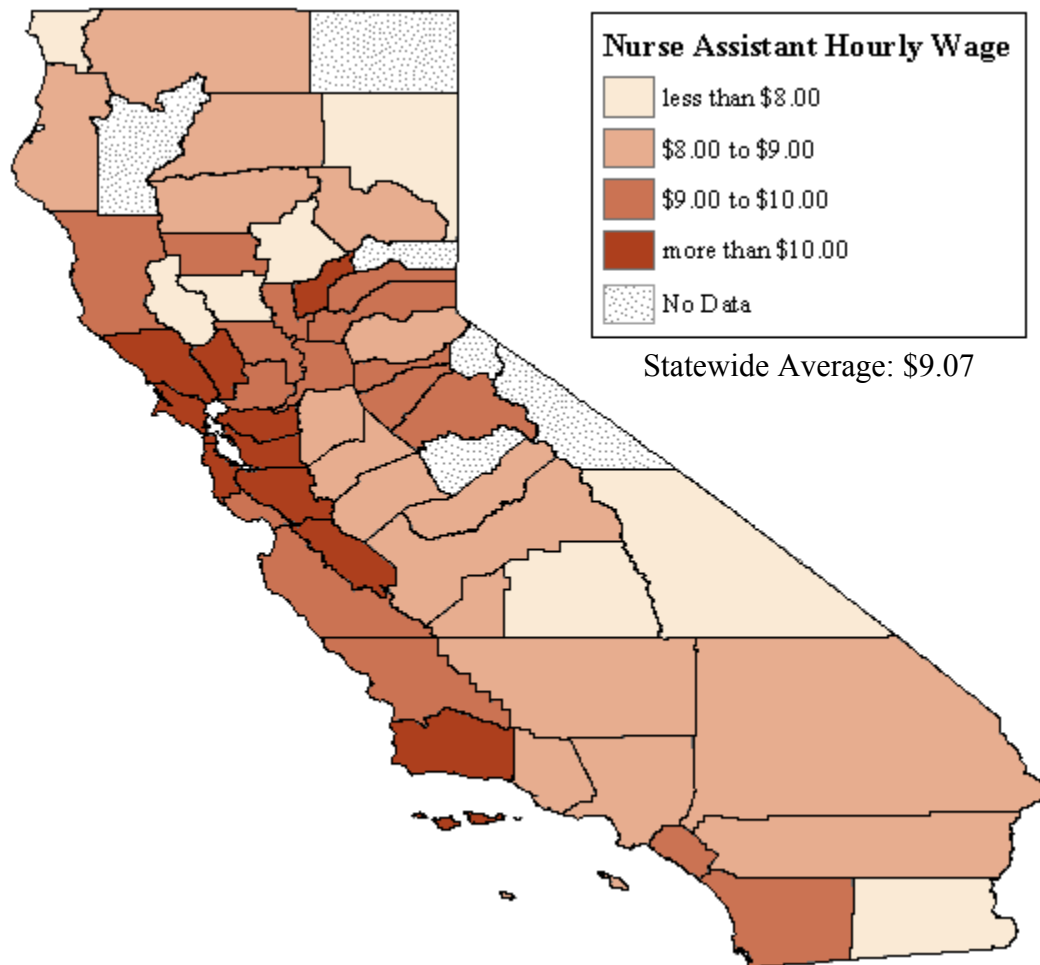 Nurse Assistant Hourly Wage
less than $8.00
$8.00 to $9.00
$9.00 to $10.00
more than $10.00
No Data
Statewide Average: $9.07